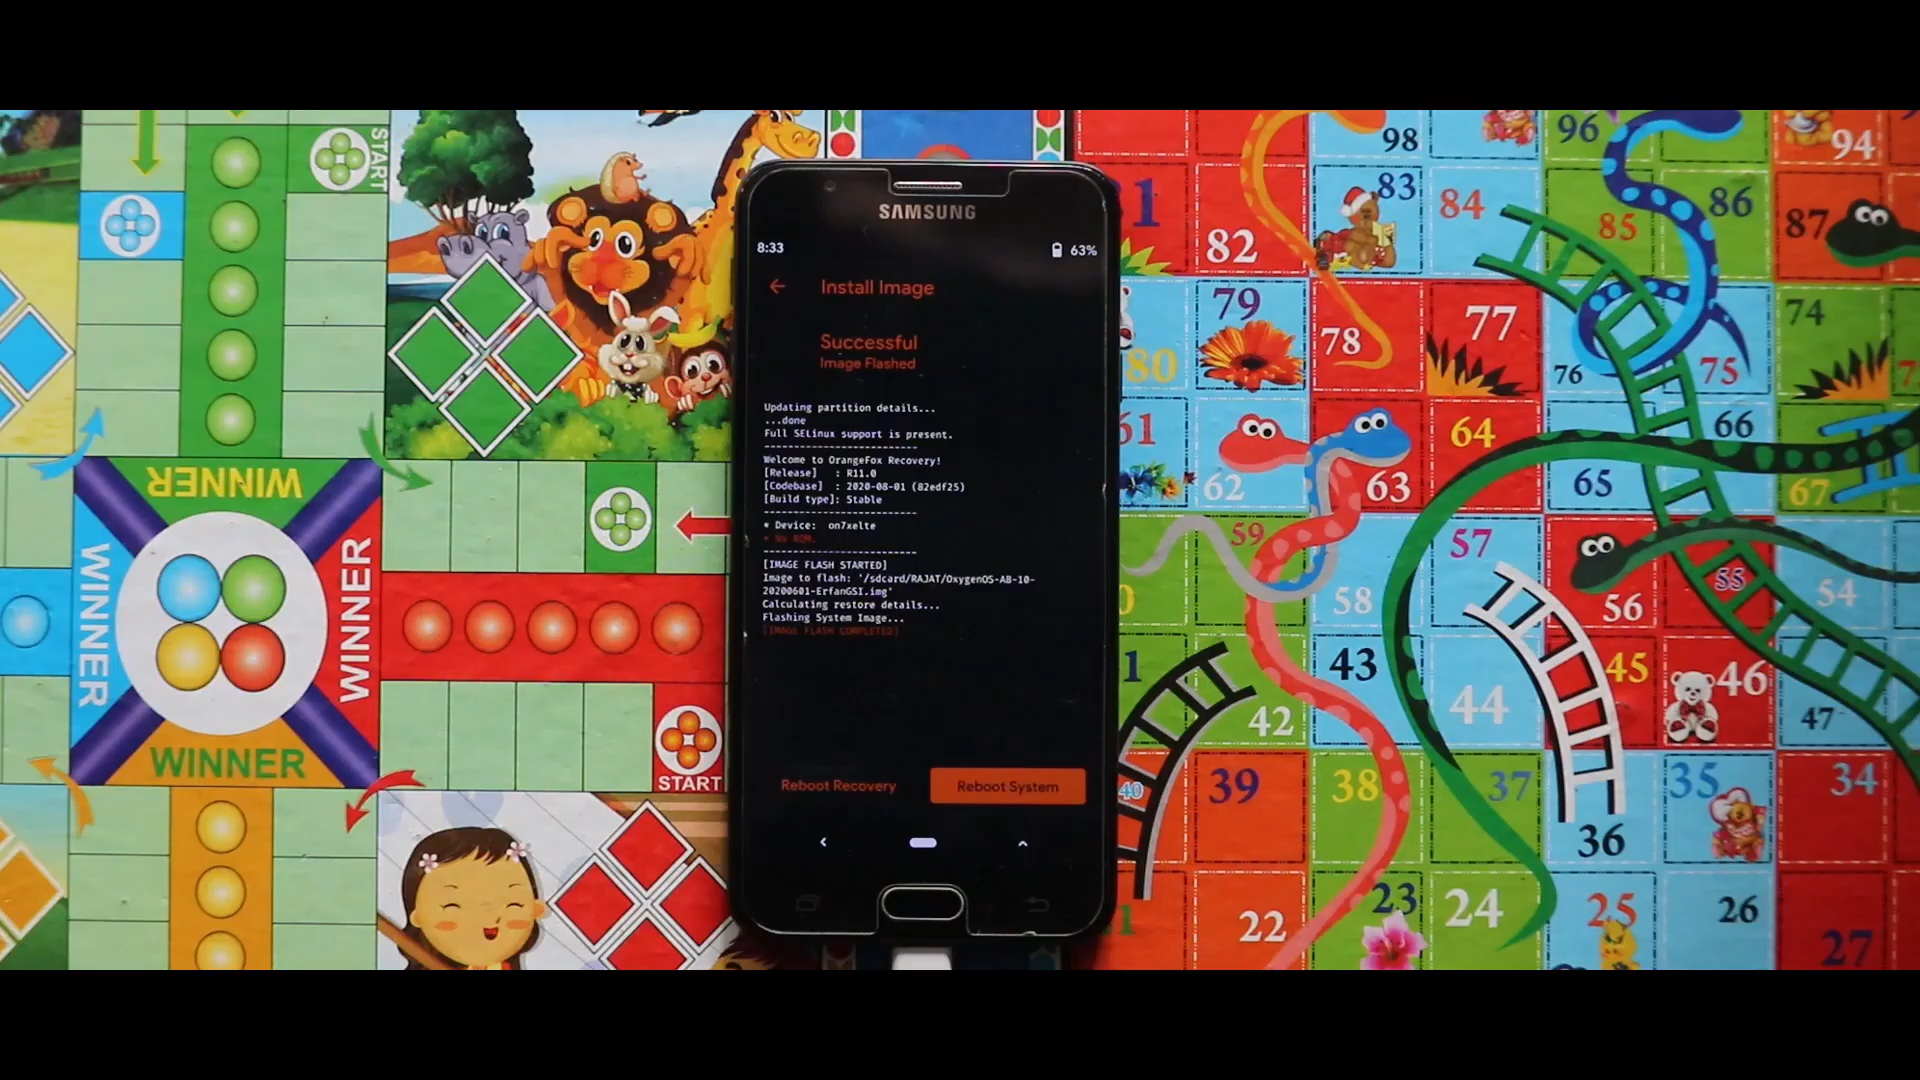 START
WINNER
WINNER
WINNER
WINNER
START
SAMSUNG
8:33
63%
Install Image
Successful
Image Flashed
Updating partition details...
...done
Full SELinux support is present.
------------------------
Welcome to OrangeFox Recovery!
[Release] : R11.0
[Codebase] : 2020-08-01 (82edf25)
[Build type]: Stable
------------------------
* Device: on7xelte
* No ROM.
------------------------
[IMAGE FLASH STARTED]
Image to flash: '/sdcard/RAJAT/OxygenOS-AB-10-
20200601-ErfanGSI.img'
Calculating restore details...
Flashing System Image...
[IMAGE FLASH COMPLETED]
Reboot Recovery
Reboot System
98 96 94
82 83 84 85 86 87
80 79 78 77 76 75 74
61 62 63 64 65 66 67
59 58 57 56 55 54
42 43 44 45 46 47
40 39 38 37 36 35 34
22 23 24 25 26 27